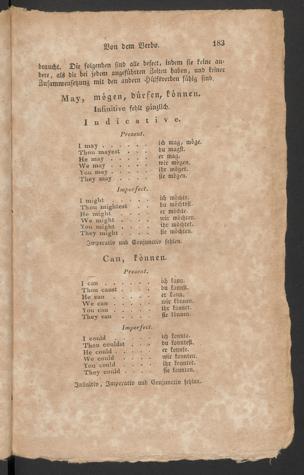 Von dem Verbo. 183
braucht. Die folgenden sind alle defect, indem sie keine an-
dere, als die bei jedem angeführten Zeiten haben, und keiner
Zusammensetzung mit den andern Hülfswörtern fähig sind.
May, mögen, dürfen, können.
Infinitiv fehlt gänzlich.
Indicative.
Present.
I may . . . . . . ich mag, möge.
Thou mayest . . . . du magst.
He may . . . . . er mag.
We may . . . . . wir mögen.
You may . . . . . ihr möget.
They may . . . . . sie mögen.
Imperfect.
I might . . . . . ich möchte.
Thou mightest . . . . du möchtest.
He might . . . . . er möchte.
We might . . . . . wir möchten.
You might . . . . . ihr möchtet.
They might . . . . . sie möchten.
Imperativ und Conjunctiv fehlen.
Can, können.
Present.
I can . . . . . ich kann.
Thou canst . . . . . du kannst.
He can . . . . . er kann.
We can . . . . . wir können.
You can . . . . . ihr könnet.
They can . . . . . sie können.
Imperfect.
I could . . . . . ich konnte.
Thou couldst . . . . du konntest.
He could . . . . . er konnte.
We could . . . . . wir konnten.
You could . . . . . ihr konntet.
They could . . . . . sie konnten.
Infinitiv, Imperativ und Conjunctiv fehlen.